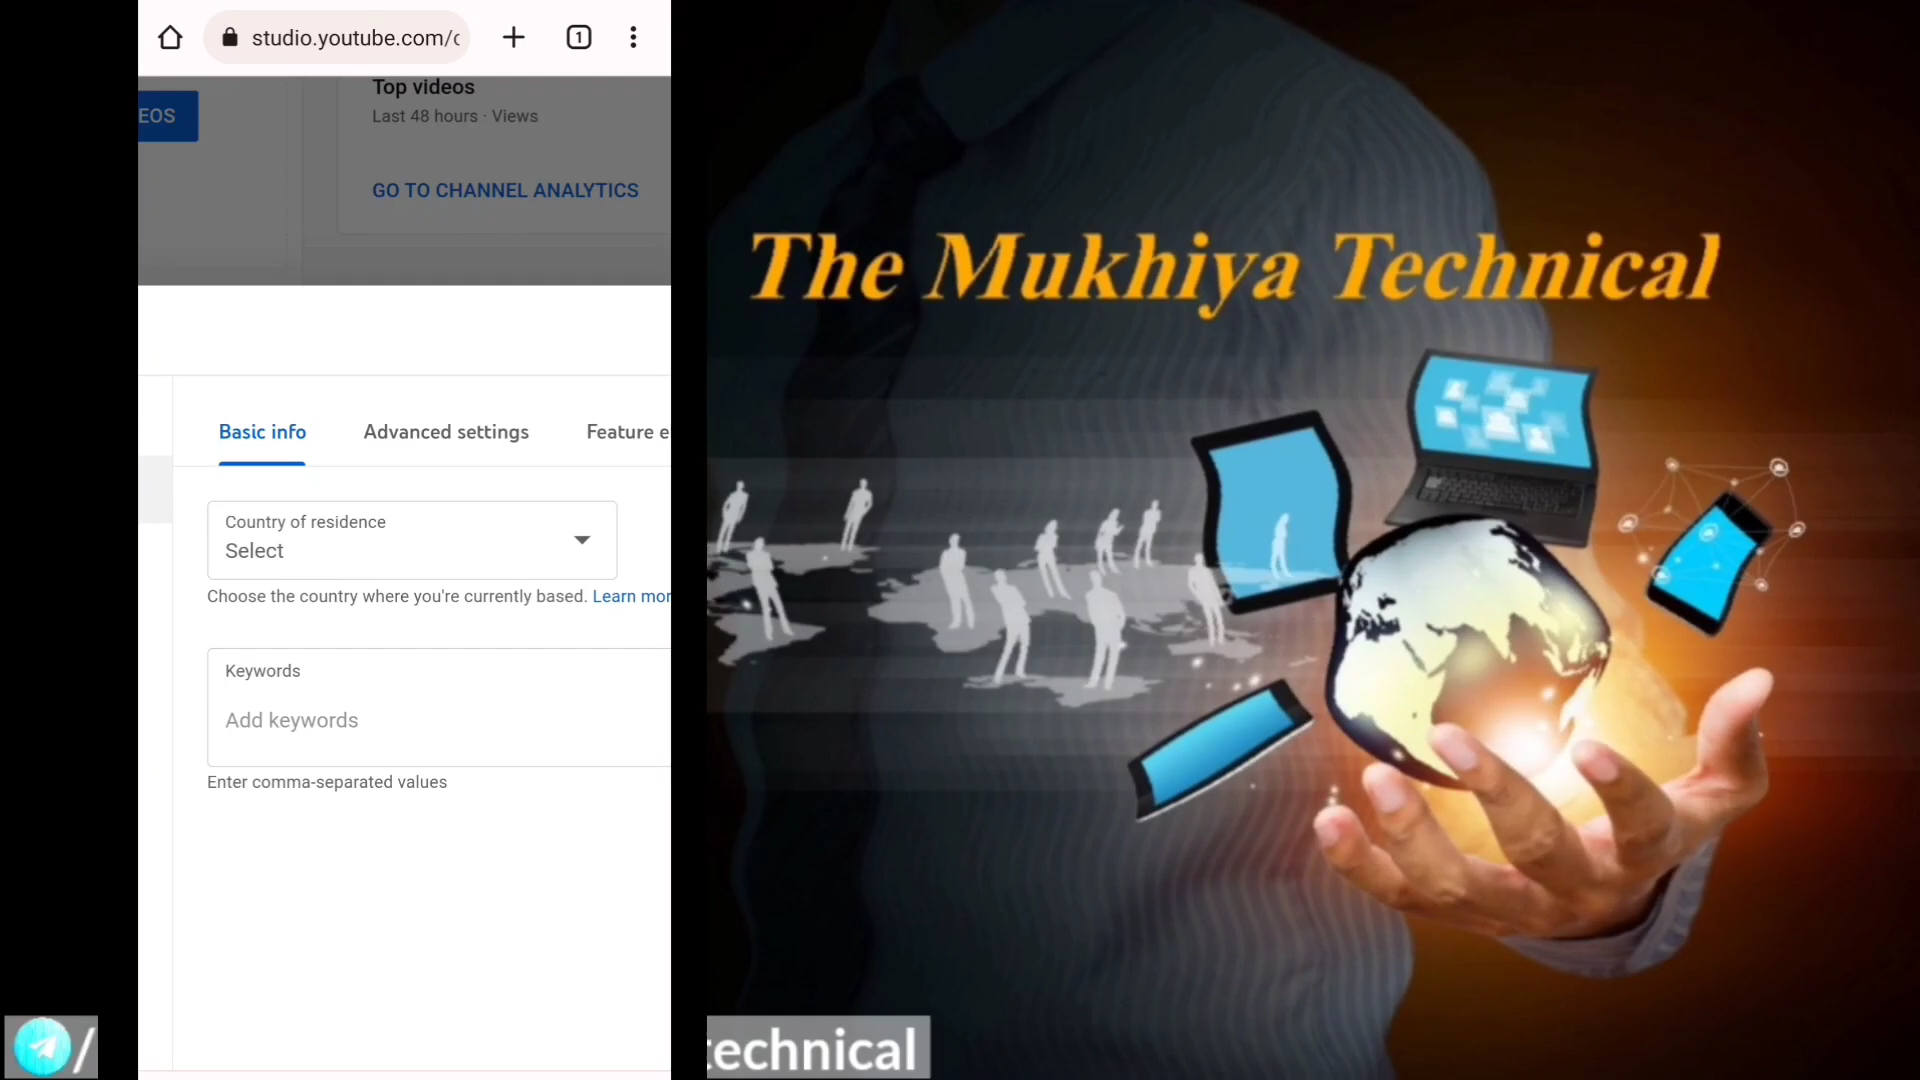 studio.youtube.com/c
1
Top videos
EOS
Last 48 hours · Views
GO TO CHANNEL ANALYTICS
The Mukhiya Technical
Basic info
Advanced settings
Feature e
Country of residence
Select
Choose the country where you're currently based. Learn mor
Keywords
Add keywords
Enter comma-separated values
/
technical